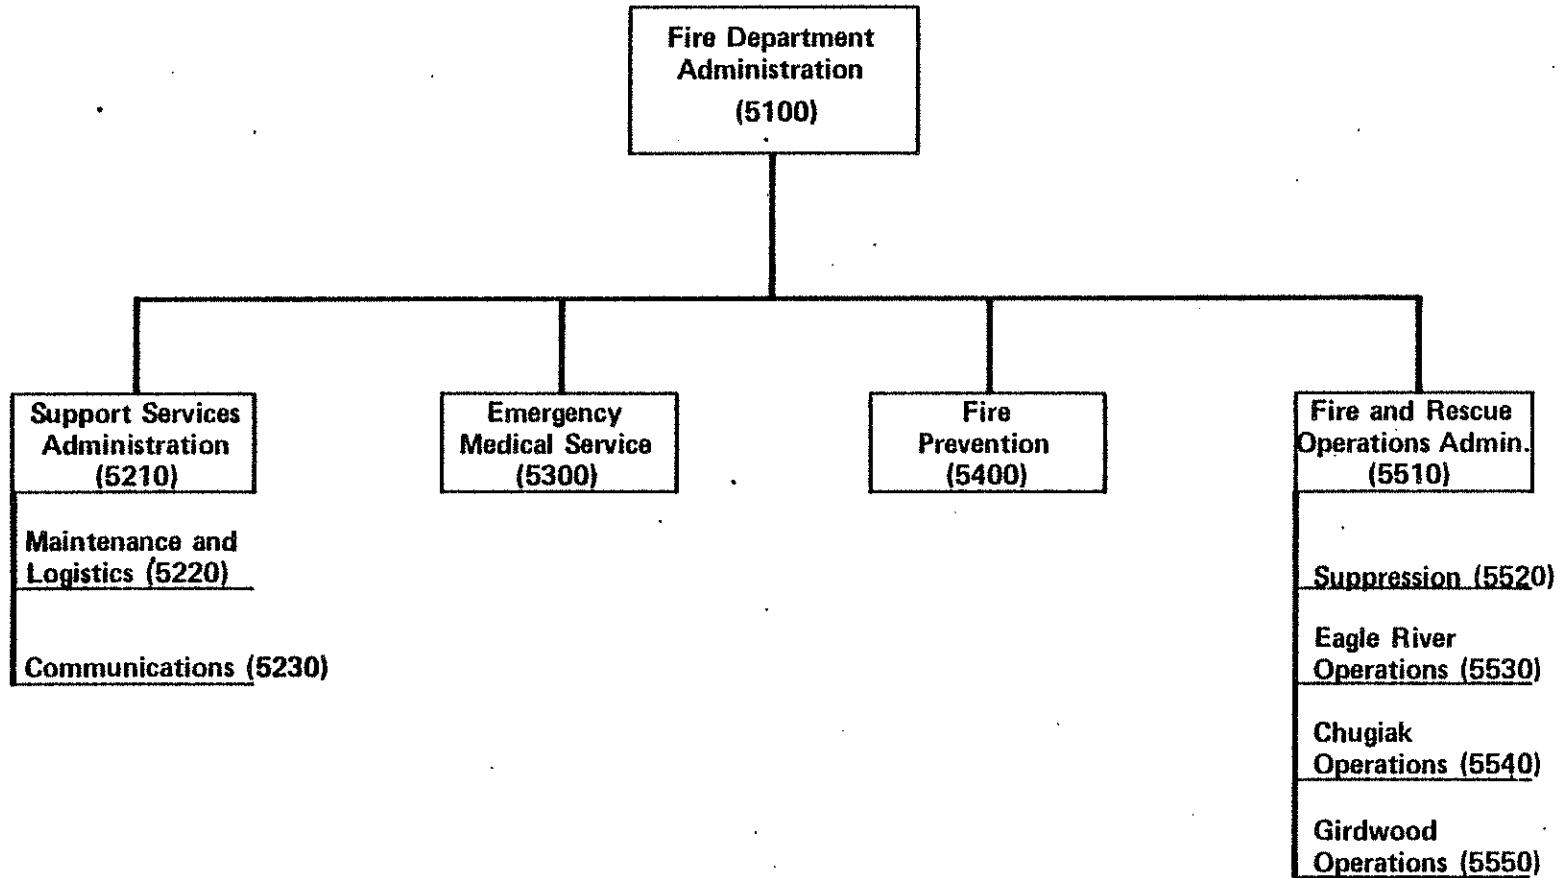 Fire Department
Administration
(5100)
Support Services
Administration
(5210)
Maintenance and
Logistics (5220)
Communications (5230)
Emergency
Medical Service
(5300)
Fire
Prevention
(5400)
Fire and Rescue
Operations Admin.
(5510)
Suppression (5520)
Eagle River
Operations (5530)
Chugiak
Operations (5540)
Girdwood
Operations (5550)